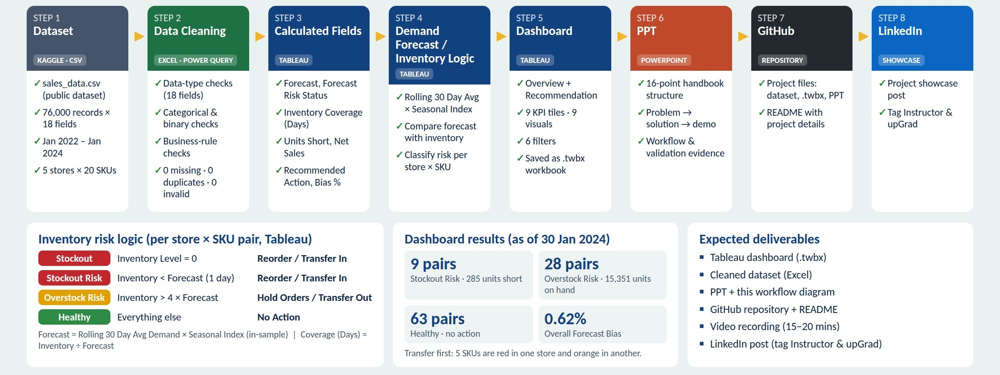 STEP 1
Dataset
KAGGLE · CSV
✓ sales_data.csv
(public dataset)
✓ 76,000 records ×
18 fields
✓ Jan 2022 – Jan
2024
✓ 5 stores × 20 SKUs
STEP 2
Data Cleaning
EXCEL · POWER QUERY
✓ Data-type checks
(18 fields)
✓ Categorical &
binary checks
✓ Business-rule
checks
✓ 0 missing · 0
duplicates · 0
invalid
STEP 3
Calculated Fields
TABLEAU
✓ Forecast, Forecast
Risk Status
✓ Inventory Coverage
(Days)
✓ Units Short, Net
Sales
✓ Recommended
Action, Bias %
STEP 4
Demand
Forecast /
Inventory Logic
TABLEAU
✓ Rolling 30 Day Avg
× Seasonal Index
✓ Compare forecast
with inventory
✓ Classify risk per
store × SKU
STEP 5
Dashboard
TABLEAU
✓ Overview +
Recommendation
✓ 9 KPI tiles · 9
visuals
✓ 6 filters
✓ Saved as .twbx
workbook
STEP 6
PPT
POWERPOINT
✓ 16-point handbook
structure
✓ Problem →
solution → demo
✓ Workflow &
validation evidence
STEP 7
GitHub
REPOSITORY
✓ Project files:
dataset, .twbx, PPT
✓ README with
project details
STEP 8
LinkedIn
SHOWCASE
✓ Project showcase
post
✓ Tag Instructor &
upGrad
Inventory risk logic (per store × SKU pair, Tableau)
Stockout Inventory Level = 0 Reorder / Transfer In
Stockout Risk Inventory < Forecast (1 day) Reorder / Transfer In
Overstock Risk Inventory > 4 × Forecast Hold Orders / Transfer Out
Healthy Everything else No Action
Forecast = Rolling 30 Day Avg Demand × Seasonal Index (in-sample) | Coverage (Days) =
Inventory ÷ Forecast
Dashboard results (as of 30 Jan 2024)
9 pairs
Stockout Risk · 285 units short
28 pairs
Overstock Risk · 15,351 units
on hand
63 pairs
Healthy · no action
0.62%
Overall Forecast Bias
Transfer first: 5 SKUs are red in one store and orange in another.
Expected deliverables
▪ Tableau dashboard (.twbx)
▪ Cleaned dataset (Excel)
▪ PPT + this workflow diagram
▪ GitHub repository + README
▪ Video recording (15–20 mins)
▪ LinkedIn post (tag Instructor & upGrad)